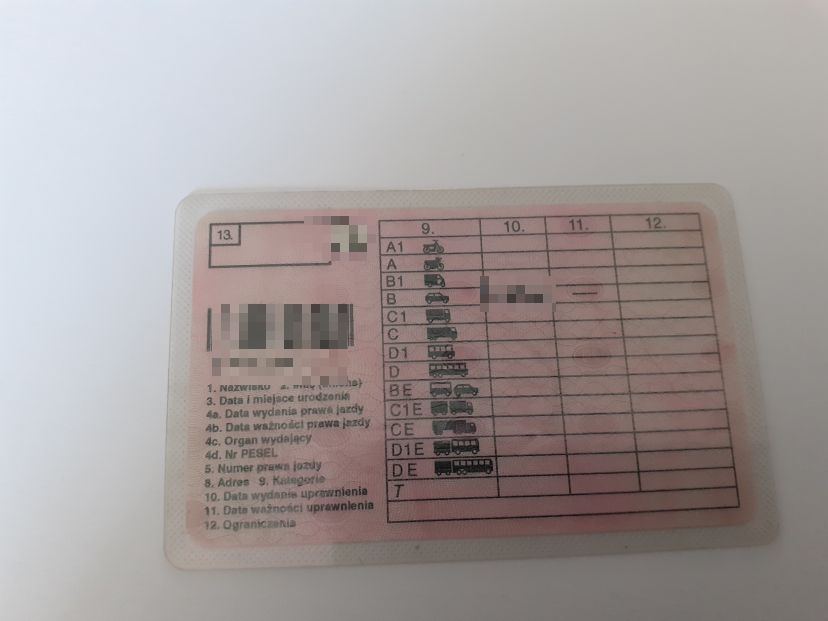 13.
9. 10. 11. 12.
A1
A
B1
B —
C1
C
D1
D
BE
C1E
CE
D1E
DE
T
1. Nazwisko 2.
3. Data i miejsce urodzenia
4a. Data wydania prawa jazdy
4b. Data ważności prawa jazdy
4c. Organ wydający
4d. Nr PESEL
5. Numer prawa jazdy
8. Adres 9. Kategorie
10. Data wydania uprawnienia
11. Data ważności uprawnienia
12. Ograniczenia